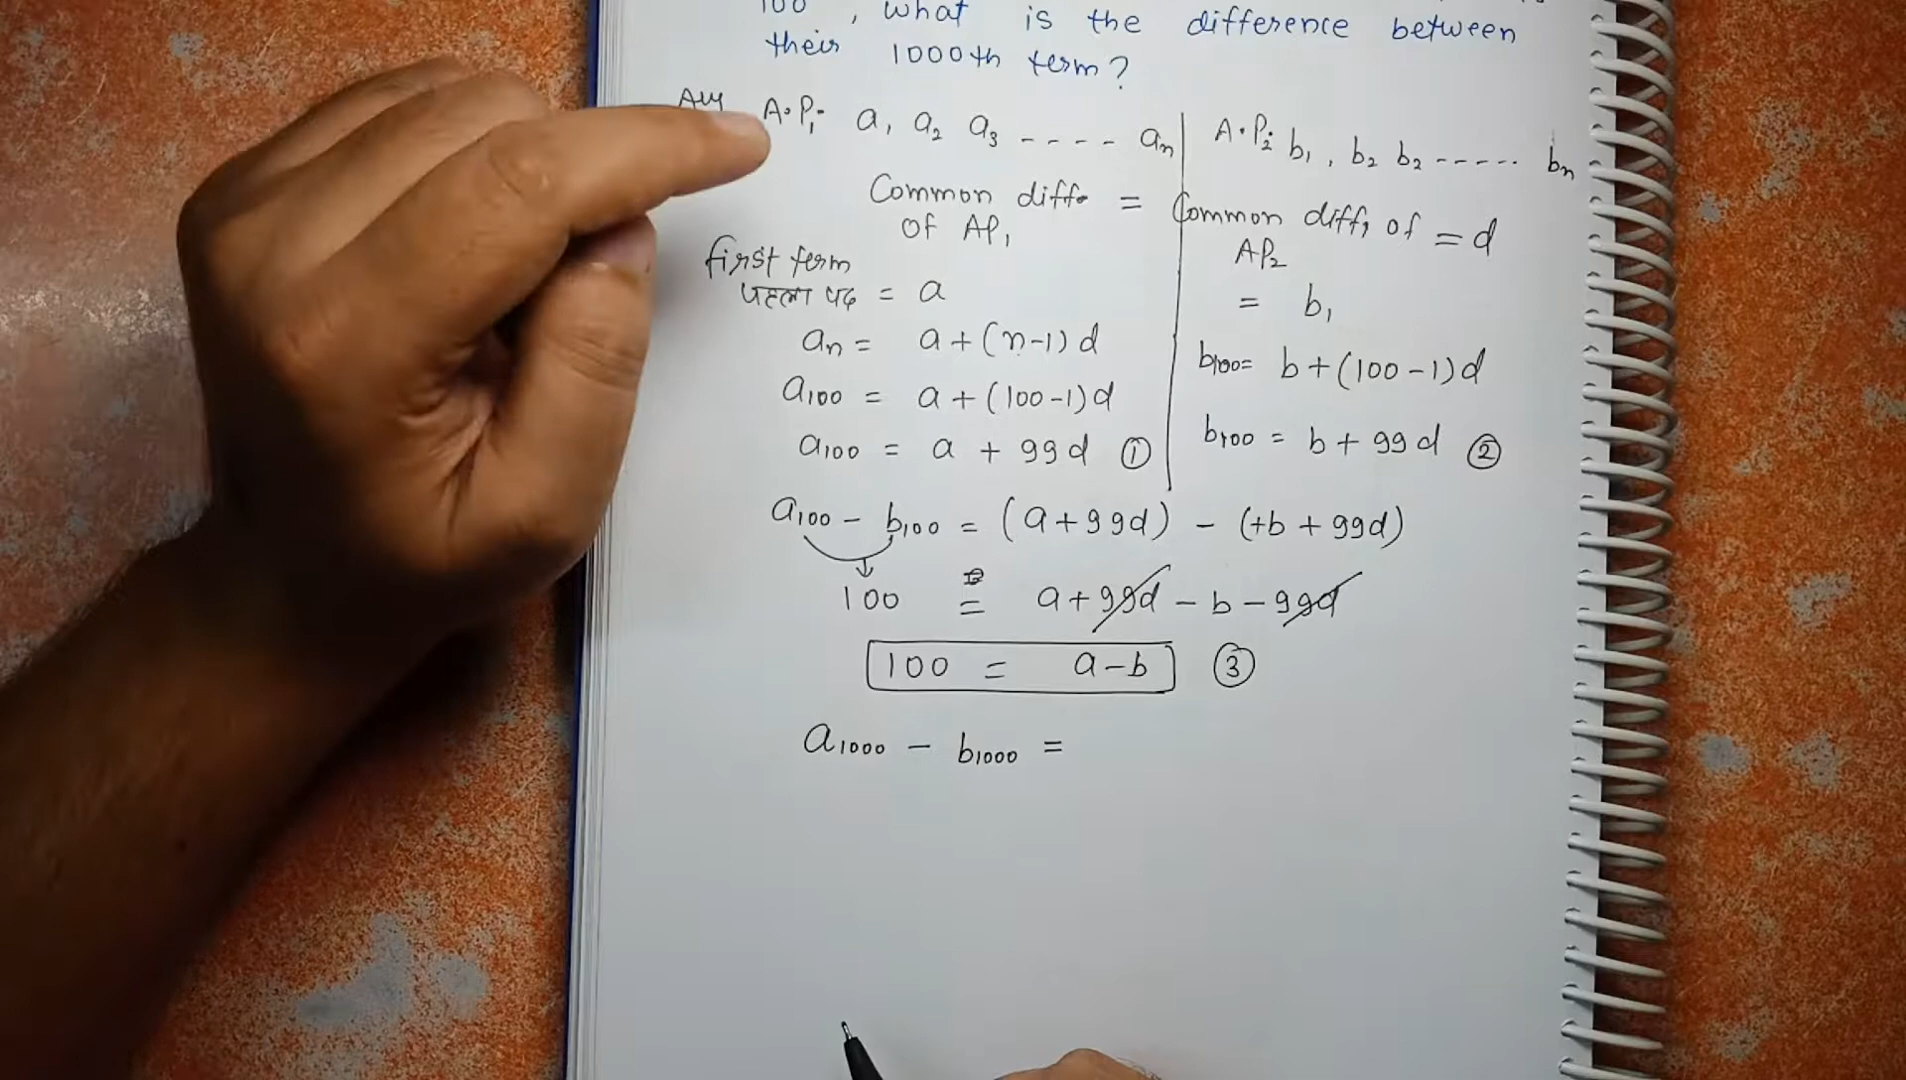 100 , what is the difference between
their 1000th term?
Ans A.P₁- a, a₂ a₃ ---- aₙ | A.P₂: b₁, b₂ b₂ ----- bₙ
Common diff. of AP₁ = Common diff, of AP₂ = d
first term
पहला पद = a = b₁
aₙ = a + (n-1) d
a₁₀₀ = a + (100-1)d b₁₀₀ = b + (100-1)d
a₁₀₀ = a + 99d ① b₁₀₀ = b + 99d ②
a₁₀₀ - b₁₀₀ = (a + 99d) - (+b + 99d)
100 = a + 99d - b - 99d
100 = a-b ③
a₁₀₀₀ - b₁₀₀₀ =